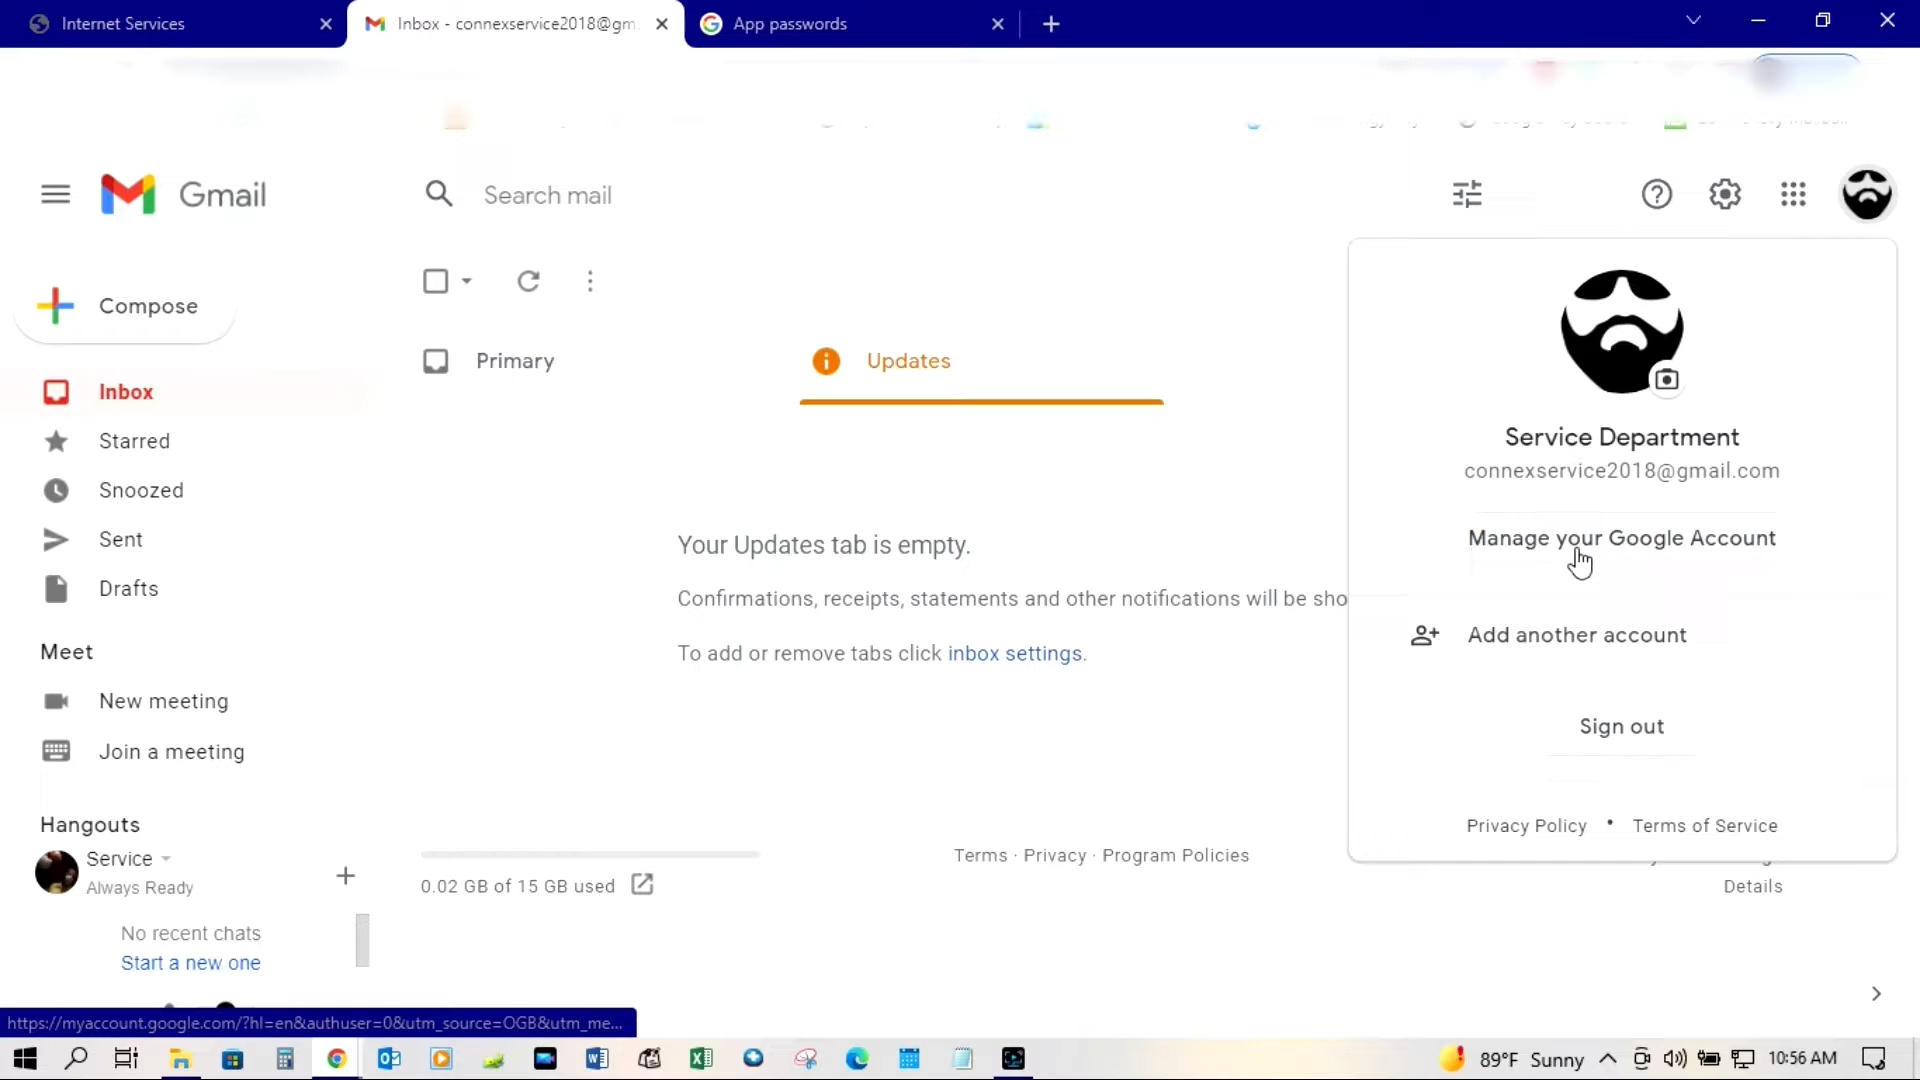 Internet Services
Inbox - connexservice2018@gm
App passwords
Gmail
Search mail
Compose
Primary
Updates
Inbox
Starred
Snoozed
Sent
Drafts
Meet
New meeting
Join a meeting
Hangouts
Service
Always Ready
No recent chats
Start a new one
Your Updates tab is empty.
Confirmations, receipts, statements and other notifications will be sho
To add or remove tabs click inbox settings.
0.02 GB of 15 GB used
Terms · Privacy · Program Policies
Details
Service Department
connexservice2018@gmail.com
Manage your Google Account
Add another account
Sign out
Privacy Policy • Terms of Service
https://myaccount.google.com/?hl=en&authuser=0&utm_source=OGB&utm_me...
89°F Sunny
10:56 AM